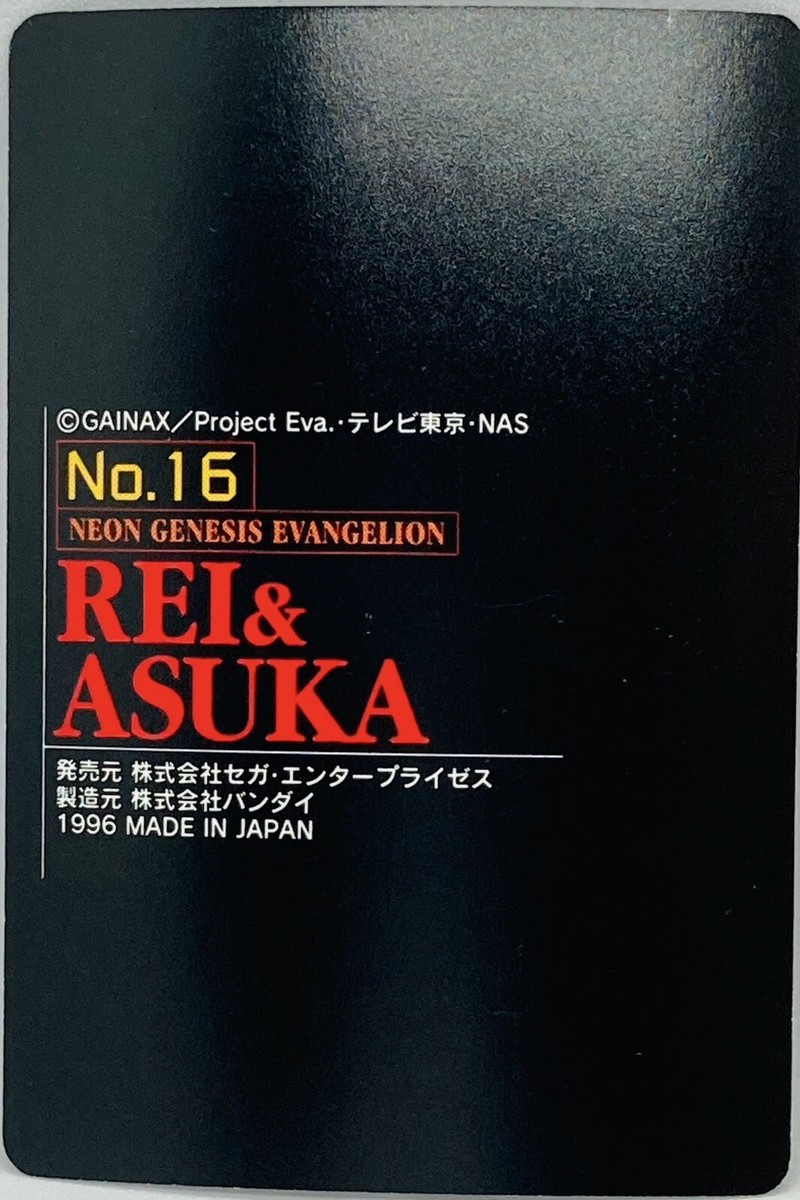 ©GAINAX／Project Eva.・テレビ東京・NAS
No.16
NEON GENESIS EVANGELION
REI&
ASUKA
発売元 株式会社セガ・エンタープライゼス
製造元 株式会社バンダイ
1996 MADE IN JAPAN